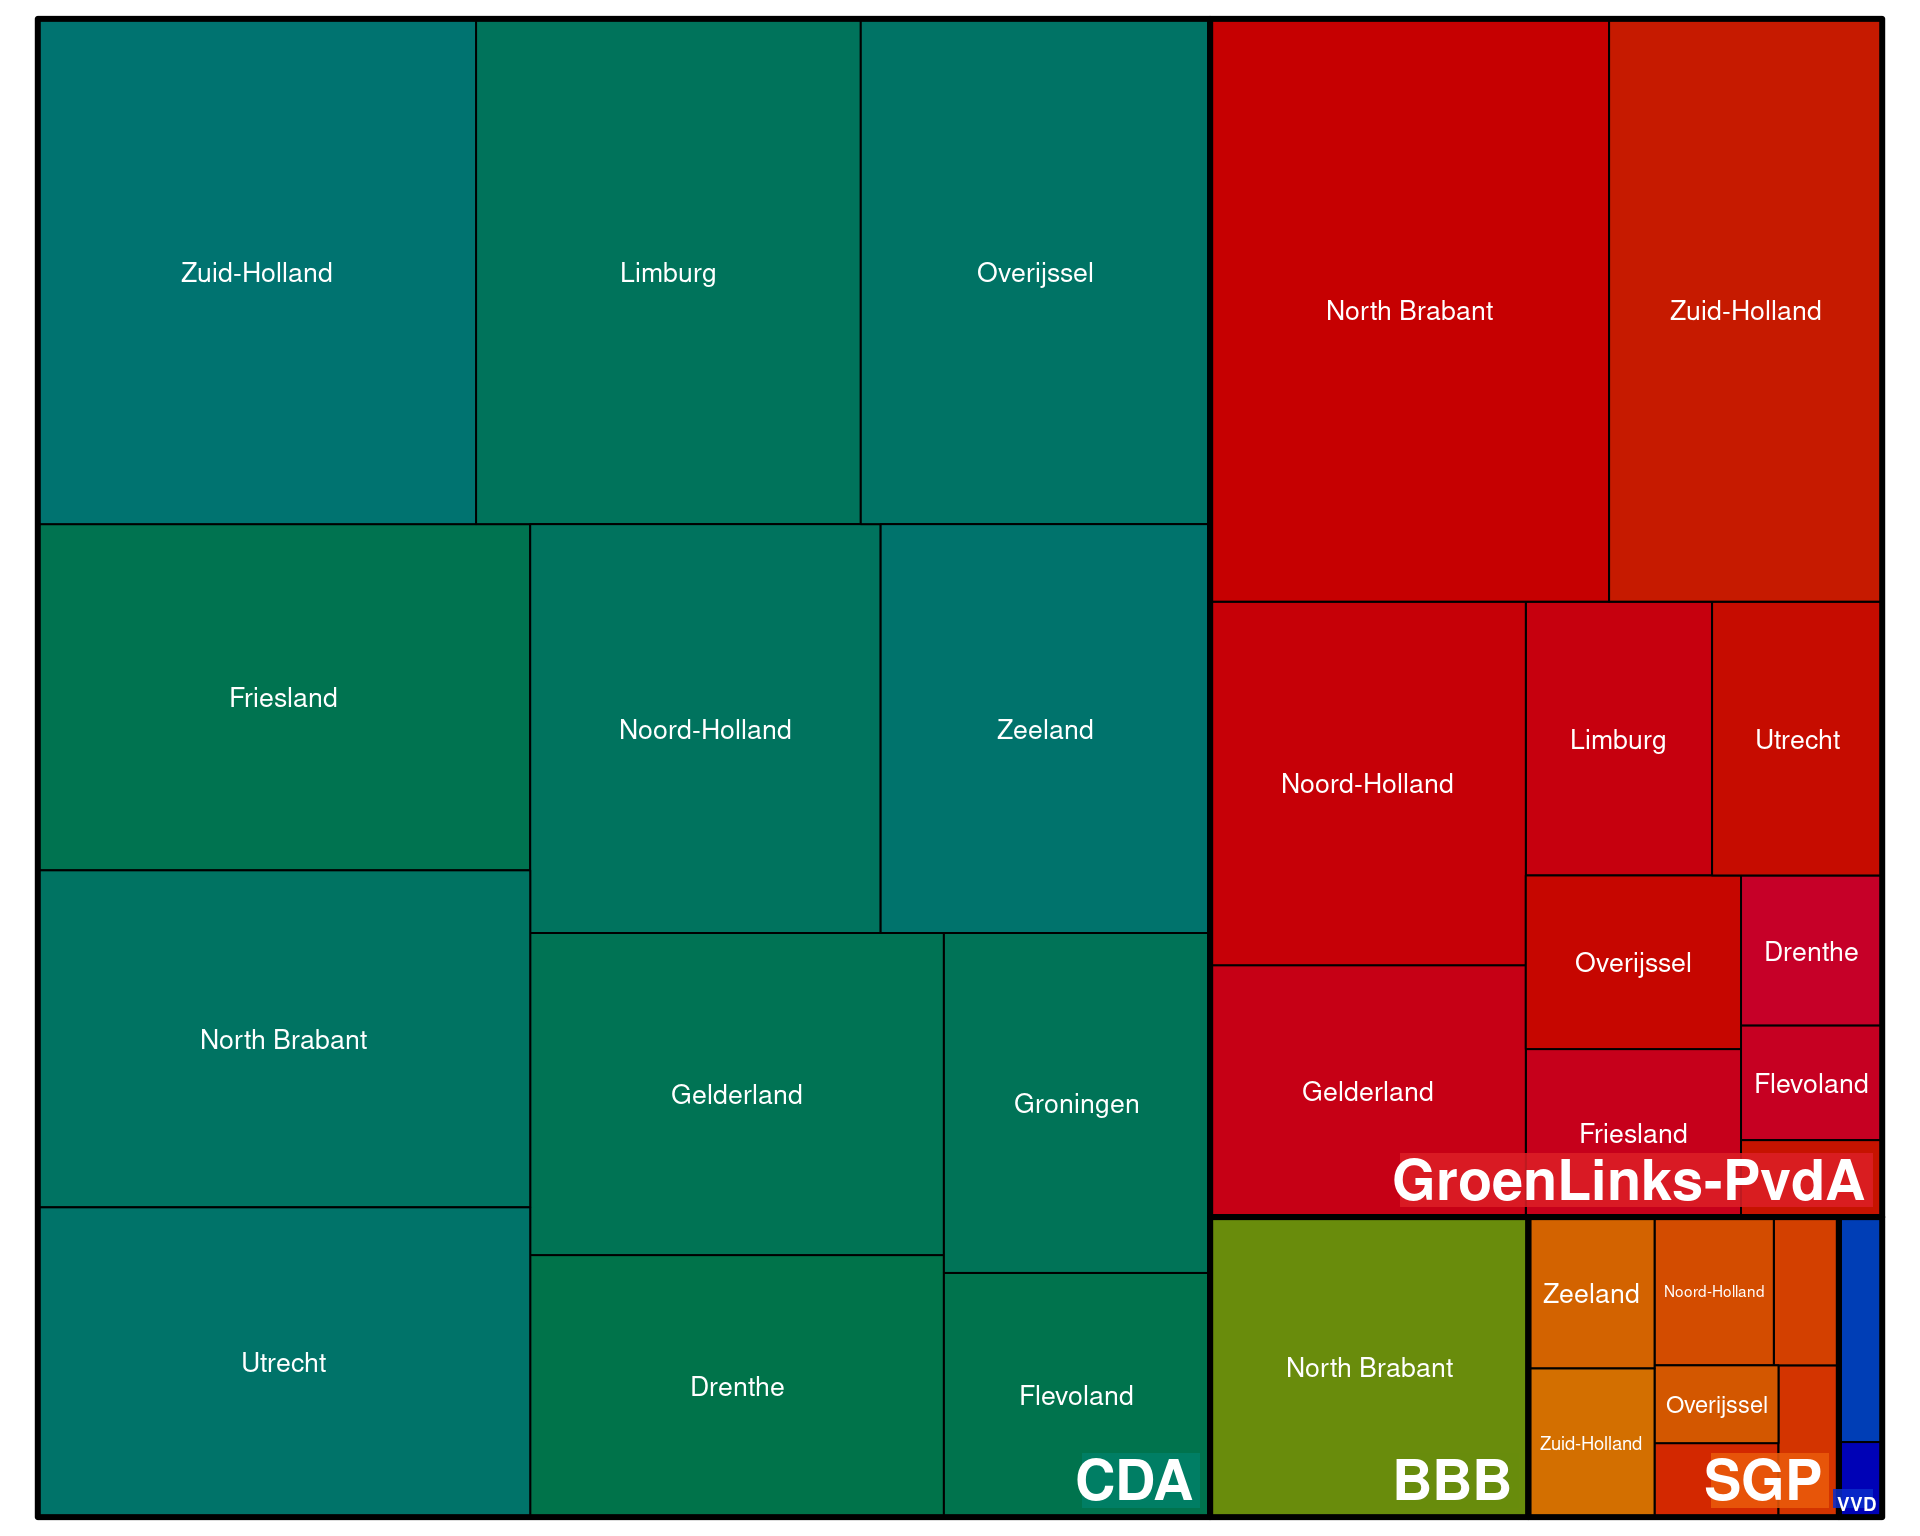 Zuid-Holland
Limburg
Overijssel
Friesland
Noord-Holland
Zeeland
North Brabant
Gelderland
Groningen
Utrecht
Drenthe
Flevoland
CDA
North Brabant
Zuid-Holland
Noord-Holland
Limburg
Utrecht
Overijssel
Drenthe
Gelderland
Friesland
Flevoland
GroenLinks-PvdA
North Brabant
BBB
Zeeland
Noord-Holland
Zuid-Holland
Overijssel
SGP
VVD